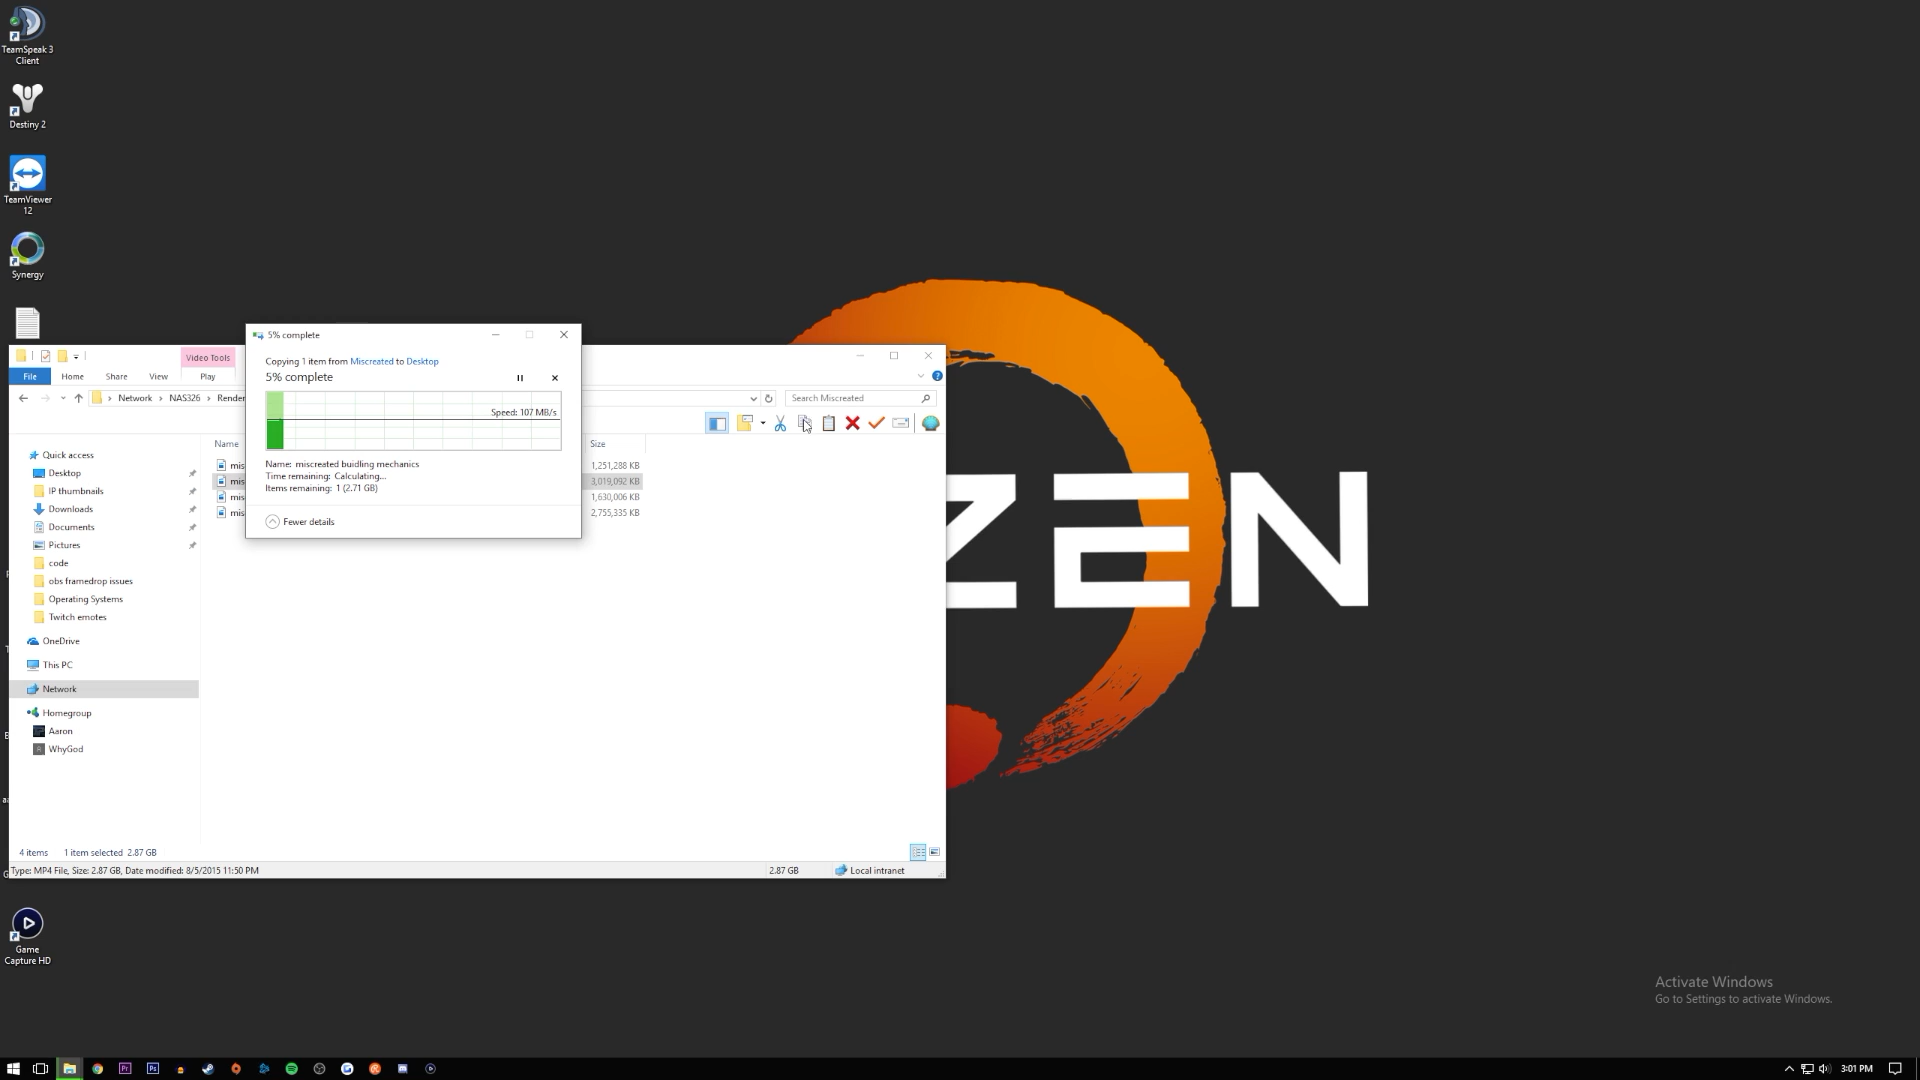 TeamSpeak 3
Client
Destiny 2
TeamViewer
12
Synergy
5% complete
Copying 1 item from Miscreated to Desktop
5% complete
Speed: 107 MB/s
Name: miscreated buidling mechanics
Time remaining: Calculating...
Items remaining: 1 (2.71 GB)
Fewer details
Video Tools
File Home Share View Play
Network NAS326 Render
Search Miscreated
Name Size
mis 1,251,288 KB
mis 3,019,092 KB
mis 1,630,006 KB
mis 2,755,335 KB
Quick access
Desktop
IP thumbnails
Downloads
Documents
Pictures
code
obs framedrop issues
Operating Systems
Twitch emotes
OneDrive
This PC
Network
Homegroup
Aaron
WhyGod
4 items 1 item selected 2.87 GB
Type: MP4 File, Size: 2.87 GB, Date modified: 8/5/2015 11:50 PM 2.87 GB Local intranet
ZEN
Game
Capture HD
Activate Windows
Go to Settings to activate Windows.
Pr Ps
3:01 PM